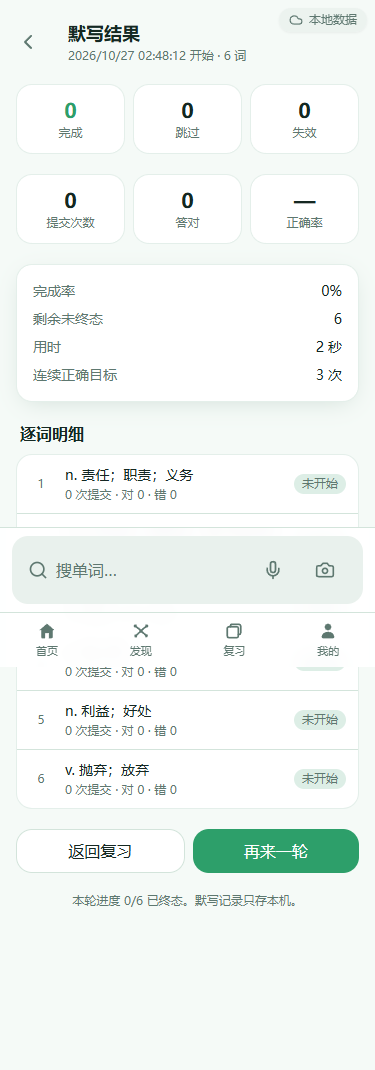 本地数据
默写结果
2026/10/27 02:48:12 开始 · 6 词
0
完成
0
跳过
0
失效
0
提交次数
0
答对
—
正确率
完成率 0%
剩余未终态 6
用时 2 秒
连续正确目标 3 次
逐词明细
1
n. 责任；职责；义务
0 次提交 · 对 0 · 错 0
未开始
搜单词...
首页
发现
复习
我的
0 次提交 · 对 0 · 错 0
5
n. 利益；好处
0 次提交 · 对 0 · 错 0
未开始
6
v. 抛弃；放弃
0 次提交 · 对 0 · 错 0
未开始
返回复习
再来一轮
本轮进度 0/6 已终态。默写记录只存本机。